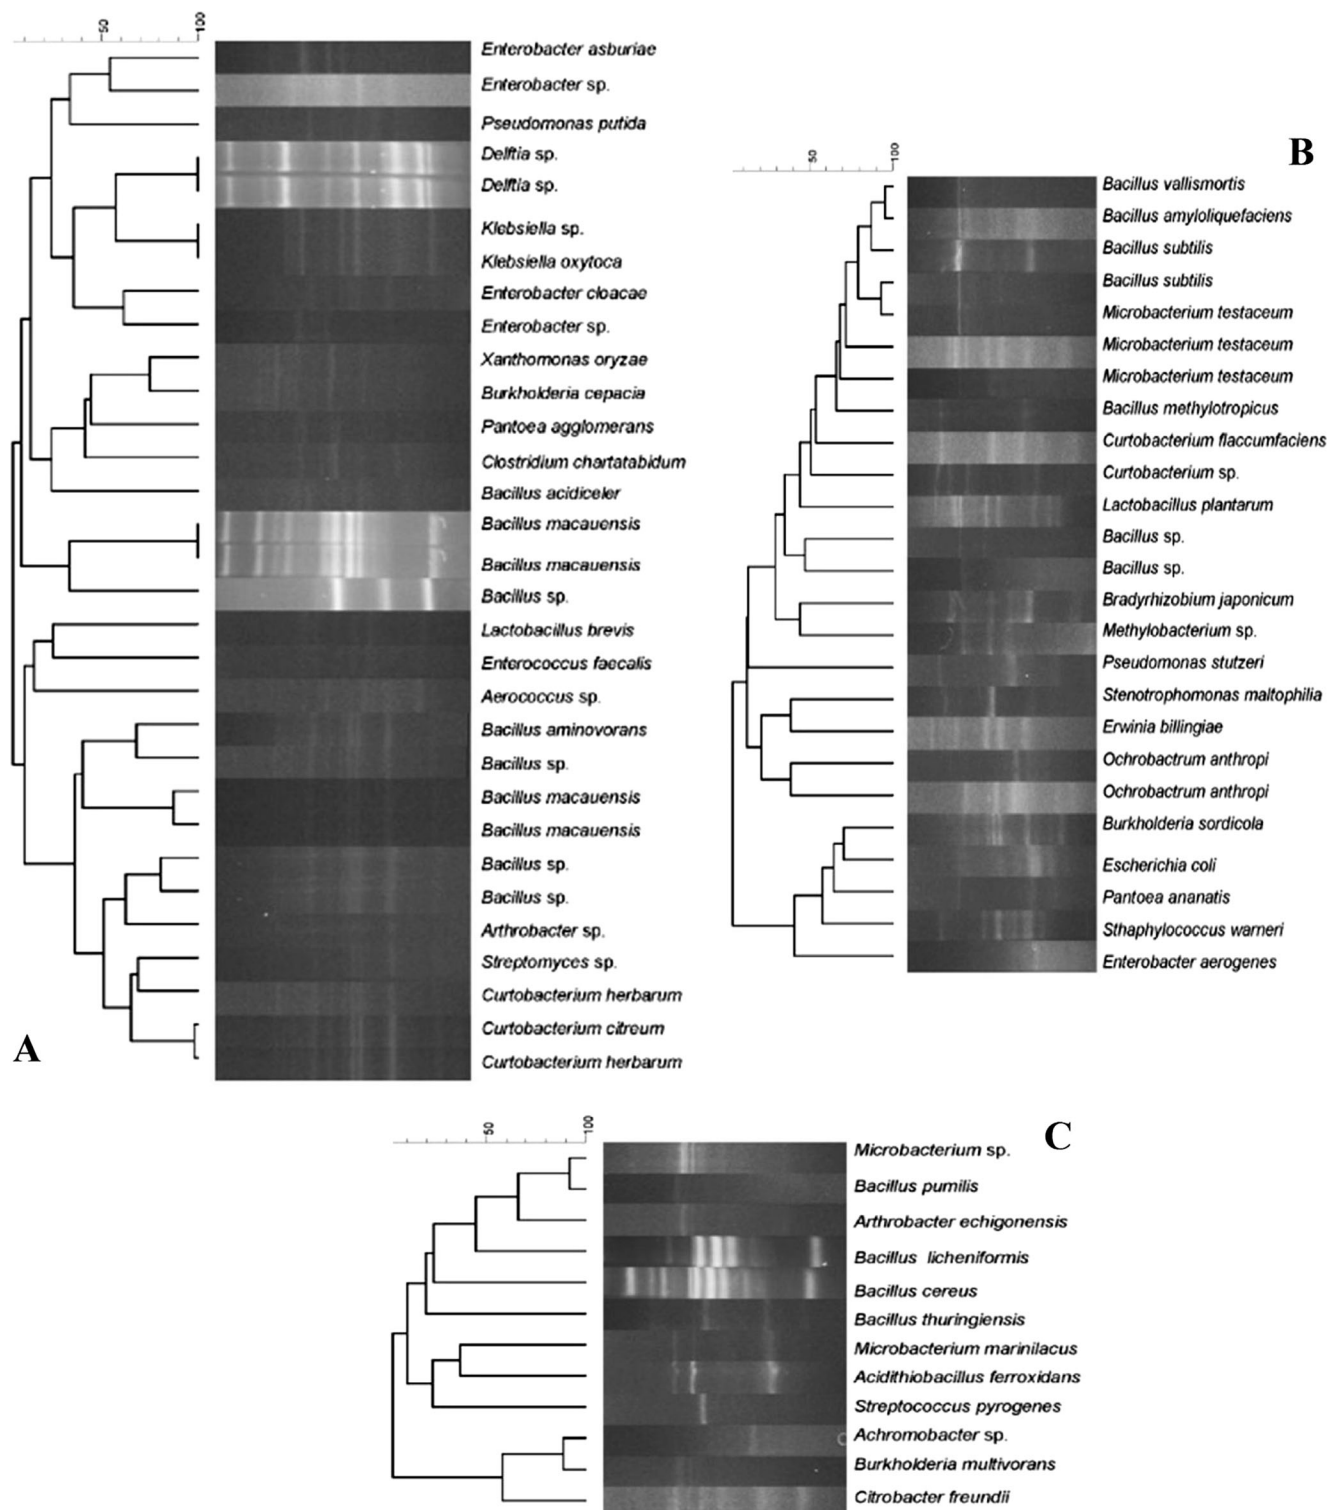 50
100
Enterobacter asburiae
Enterobacter sp.
Pseudomonas putida
Delftia sp.
Delftia sp.
Klebsiella sp.
Klebsiella oxytoca
Enterobacter cloacae
Enterobacter sp.
Xanthomonas oryzae
Burkholderia cepacia
Pantoea agglomerans
Clostridium chartatabidum
Bacillus acidiceler
Bacillus macauensis
Bacillus macauensis
Bacillus sp.
Lactobacillus brevis
Enterococcus faecalis
Aerococcus sp.
Bacillus aminovorans
Bacillus sp.
Bacillus macauensis
Bacillus macauensis
Bacillus sp.
Bacillus sp.
Arthrobacter sp.
Streptomyces sp.
Curtobacterium herbarum
Curtobacterium citreum
Curtobacterium herbarum
A
B
50
100
Bacillus vallismortis
Bacillus amyloliquefaciens
Bacillus subtilis
Bacillus subtilis
Microbacterium testaceum
Microbacterium testaceum
Microbacterium testaceum
Bacillus methylotropicus
Curtobacterium flaccumfaciens
Curtobacterium sp.
Lactobacillus plantarum
Bacillus sp.
Bacillus sp.
Bradyrhizobium japonicum
Methylobacterium sp.
Pseudomonas stutzeri
Stenotrophomonas maltophilia
Erwinia billingiae
Ochrobactrum anthropi
Ochrobactrum anthropi
Burkholderia sordicola
Escherichia coli
Pantoea ananatis
Sthaphylococcus warneri
Enterobacter aerogenes
C
50
100
Microbacterium sp.
Bacillus pumilis
Arthrobacter echigonensis
Bacillus licheniformis
Bacillus cereus
Bacillus thuringiensis
Microbacterium marinilacus
Acidithiobacillus ferroxidans
Streptococcus pyrogenes
Achromobacter sp.
Burkholderia multivorans
Citrobacter freundii